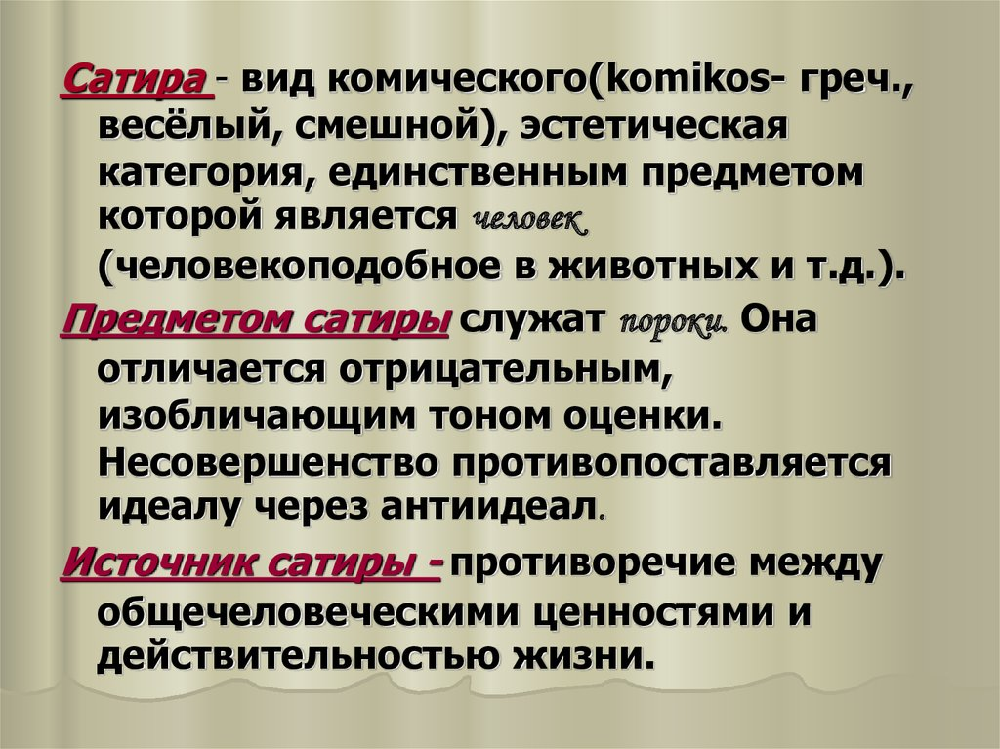 Сатира - вид комического(komikos- греч.,
весёлый, смешной), эстетическая
категория, единственным предметом
которой является человек
(человекоподобное в животных и т.д.).
Предметом сатиры служат пороки. Она
отличается отрицательным,
изобличающим тоном оценки.
Несовершенство противопоставляется
идеалу через антиидеал.
Источник сатиры - противоречие между
общечеловеческими ценностями и
действительностью жизни.